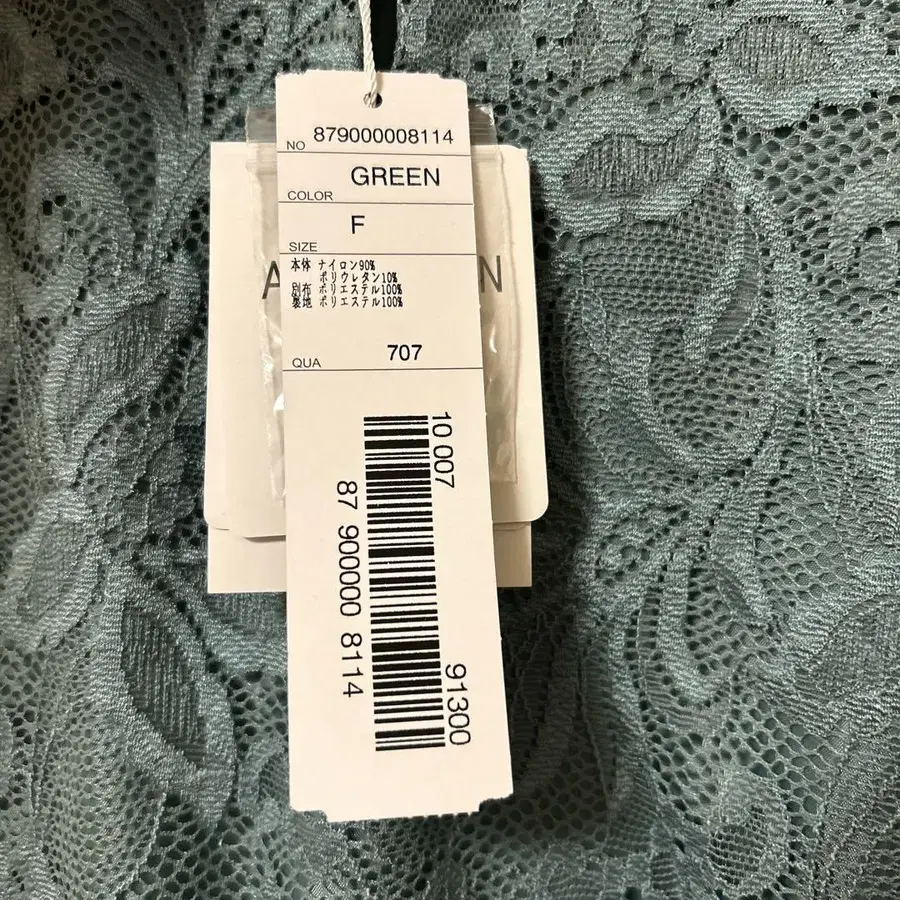 NO 879000008114
COLOR GREEN
SIZE F
本体 ナイロン90%
ポリウレタン10%
別布 ポリエステル100%
裏地 ポリエステル100%
QUA 707
10 007
87 900000 8114
91300
A
N